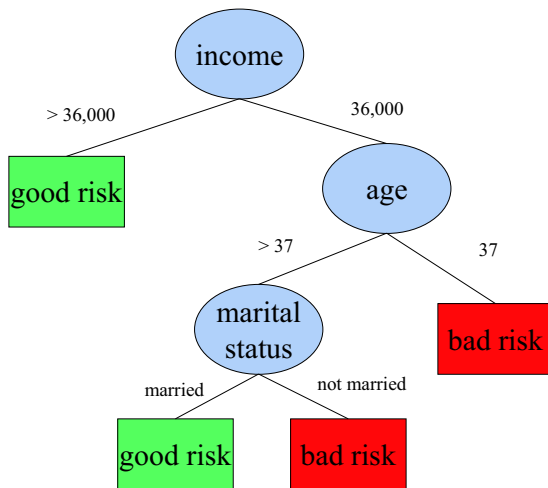 income
> 36,000
36,000
good risk
age
> 37
37
marital
status
bad risk
married
not married
good risk
bad risk